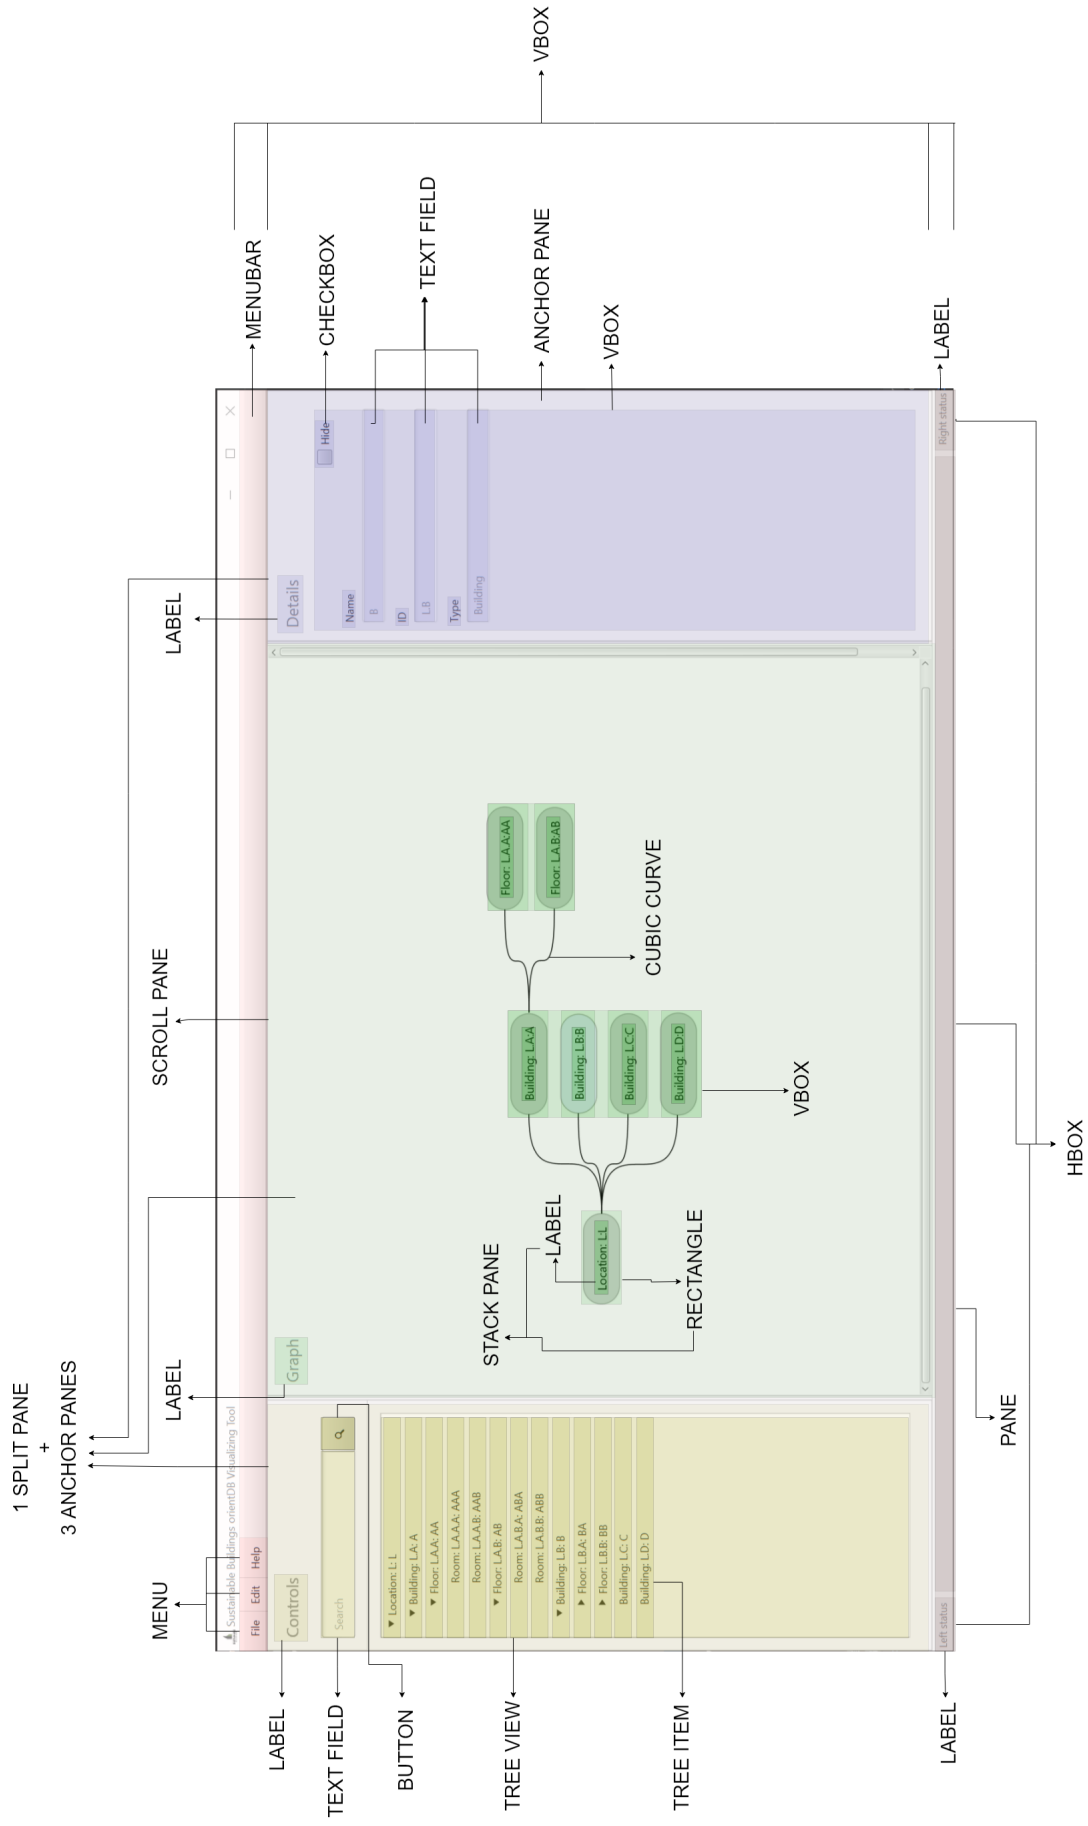 1 SPLIT PANE
+
3 ANCHOR PANES
MENU
LABEL
SCROLL PANE
LABEL
MENUBAR
VBOX
Sustainable Buildings orientDB Visualizing Tool
File Edit Help
LABEL
Controls
Graph
Details
CHECKBOX
TEXT FIELD
Search
Hide
BUTTON
Name
B
TEXT FIELD
ID
L.B
Type
Building
TREE VIEW
Location: L: L
Building: L.A: A
Floor: L.A.A: AA
Room: L.A.A.A: AAA
Room: L.A.A.B: AAB
Floor: L.A.B: AB
Room: L.A.B.A: ABA
Room: L.A.B.B: ABB
Building: L.B: B
Floor: L.B.A: BA
Floor: L.B.B: BB
Building: L.C: C
Building: L.D: D
TREE ITEM
STACK PANE
LABEL
Location: L:L
RECTANGLE
Building: L.A:A
Building: L.B:B
Building: L.C:C
Building: L.D:D
VBOX
Floor: L.A.A:AA
Floor: L.A.B:AB
CUBIC CURVE
ANCHOR PANE
VBOX
LABEL
Left status
Right status
LABEL
PANE
HBOX